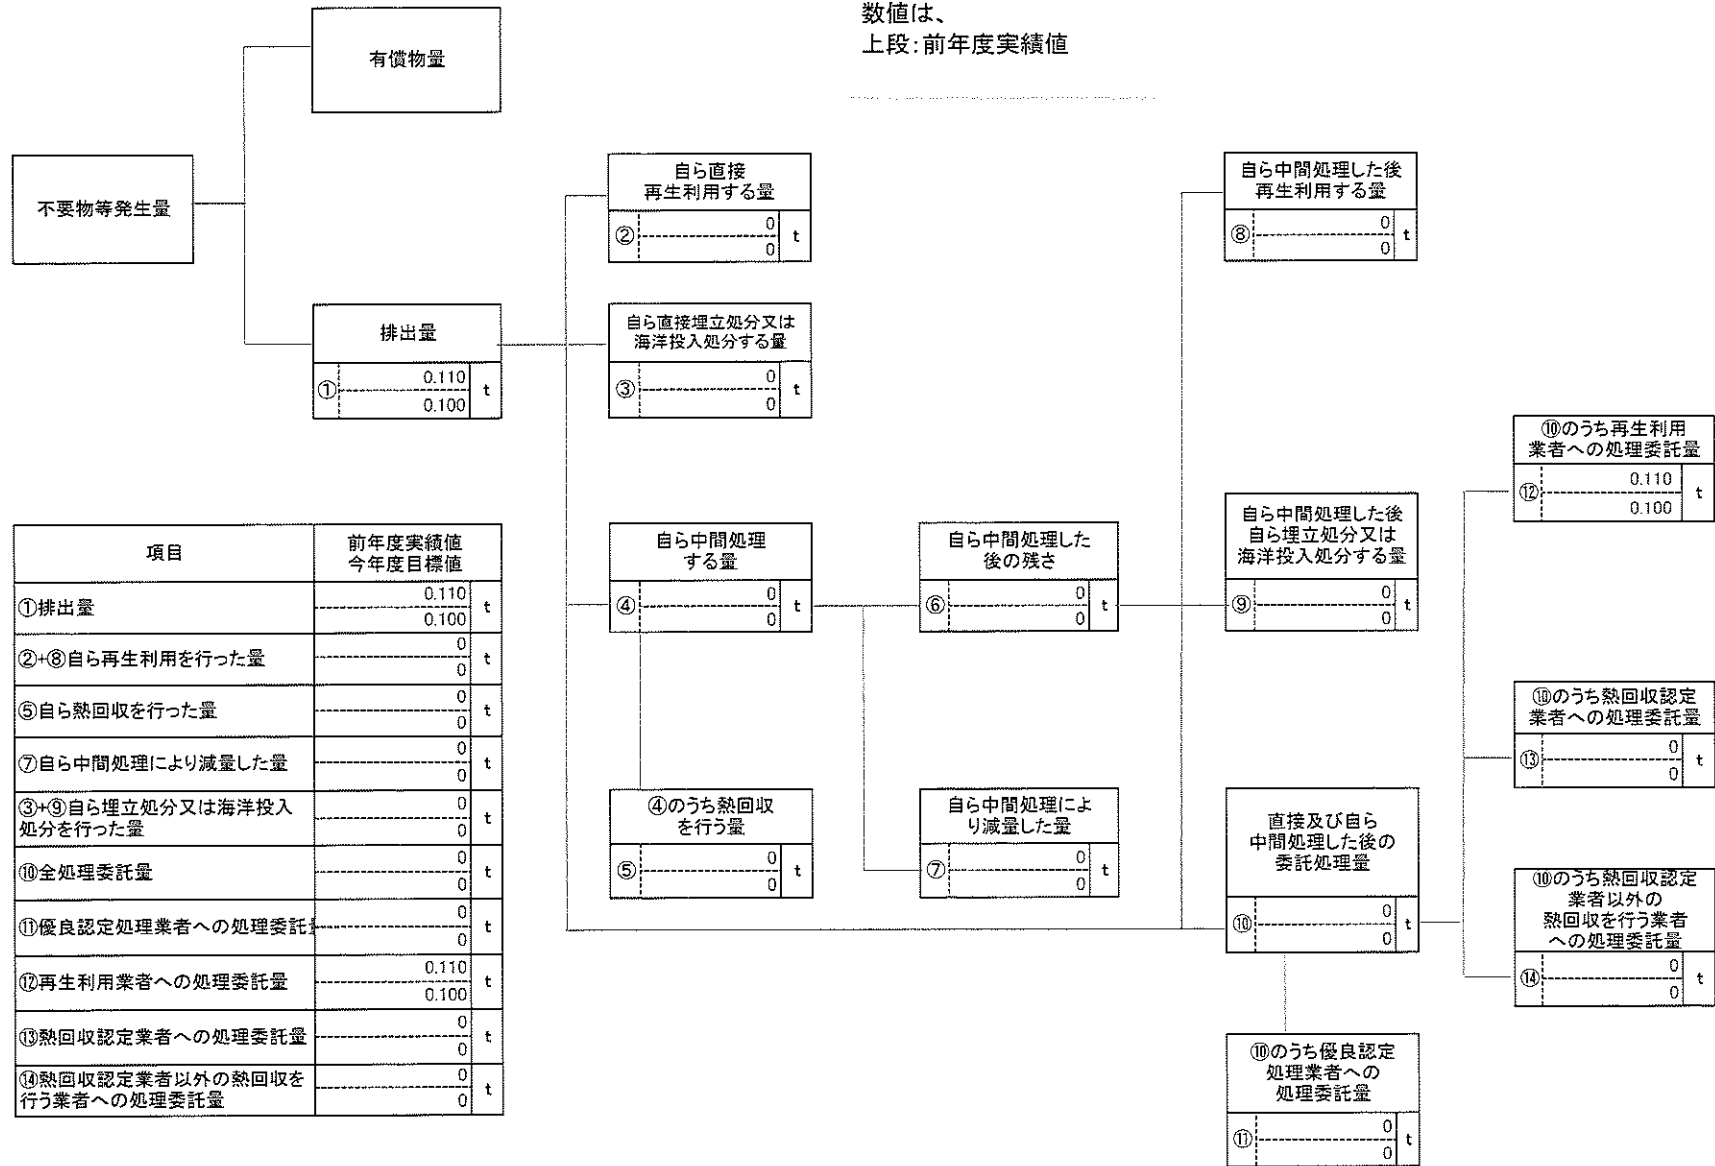 数値は、
上段:前年度実績値
有償物量
不要物等発生量
排出量
① 0.110 t
0.100
自ら直接
再生利用する量
② 0 t
0
自ら直接埋立処分又は
海洋投入処分する量
③ 0 t
0
自ら中間処理
する量
④ 0 t
0
④のうち熱回収
を行う量
⑤ 0 t
0
自ら中間処理した
後の残さ
⑥ 0 t
0
自ら中間処理によ
り減量した量
⑦ 0 t
0
自ら中間処理した後
再生利用する量
⑧ 0 t
0
自ら中間処理した後
自ら埋立処分又は
海洋投入処分する量
⑨ 0 t
0
直接及び自ら
中間処理した後の
委託処理量
⑩ 0 t
0
⑩のうち優良認定
処理業者への
処理委託量
⑪ 0 t
0
⑩のうち再生利用
業者への処理委託量
⑫ 0.110 t
0.100
⑩のうち熱回収認定
業者への処理委託量
⑬ 0 t
0
⑩のうち熱回収認定
業者以外の
熱回収を行う業者
への処理委託量
⑭ 0 t
0
項目 前年度実績値
今年度目標値
①排出量 0.110 t
0.100
②+⑧自ら再生利用を行った量 0 t
0
⑤自ら熱回収を行った量 0 t
0
⑦自ら中間処理により減量した量 0 t
0
③+⑨自ら埋立処分又は海洋投入
処分を行った量 0 t
0
⑩全処理委託量 0 t
0
⑪優良認定処理業者への処理委託 0 t
0
⑫再生利用業者への処理委託量 0.110 t
0.100
⑬熱回収認定業者への処理委託量 0 t
0
⑭熱回収認定業者以外の熱回収を
行う業者への処理委託量 0 t
0